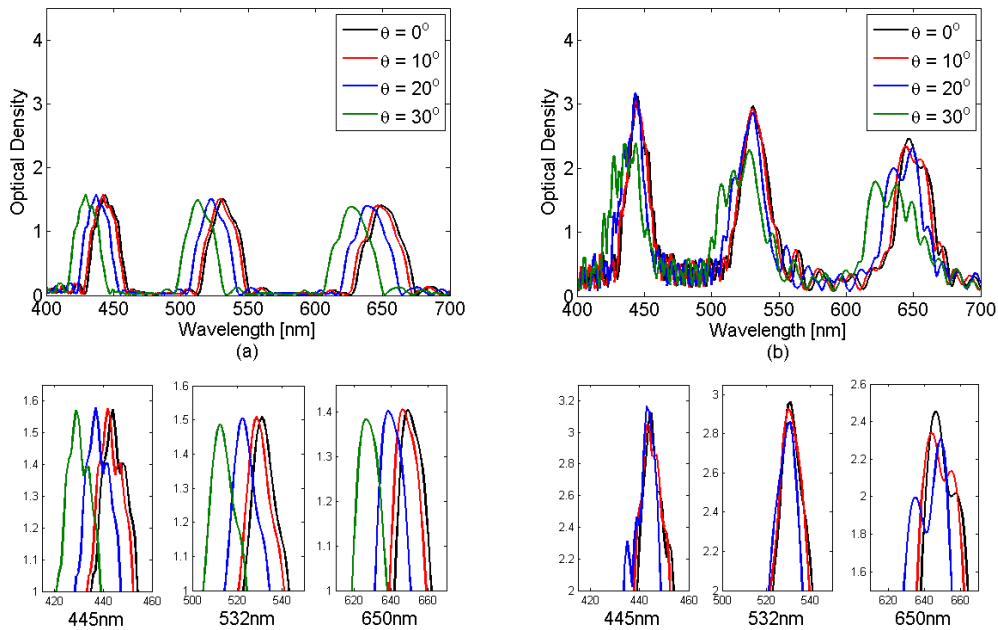 4
3
2
1
0
Optical Density
θ = 0°
θ = 10°
θ = 20°
θ = 30°
400 450 500 550 600 650 700
Wavelength [nm]
(a)
4
3
2
1
0
Optical Density
θ = 0°
θ = 10°
θ = 20°
θ = 30°
400 450 500 550 600 650 700
Wavelength [nm]
(b)
1.6
1.5
1.4
1.3
1.2
1.1
1
420 440 460
445nm
1.6
1.5
1.4
1.3
1.2
1.1
1
500 520 540
532nm
1.4
1.3
1.2
1.1
1
620 640 660
650nm
3.2
3
2.8
2.6
2.4
2.2
2
420 440 460
445nm
3
2.8
2.6
2.4
2.2
2
500 520 540
532nm
2.6
2.4
2.2
2
1.8
1.6
620 640 660
650nm